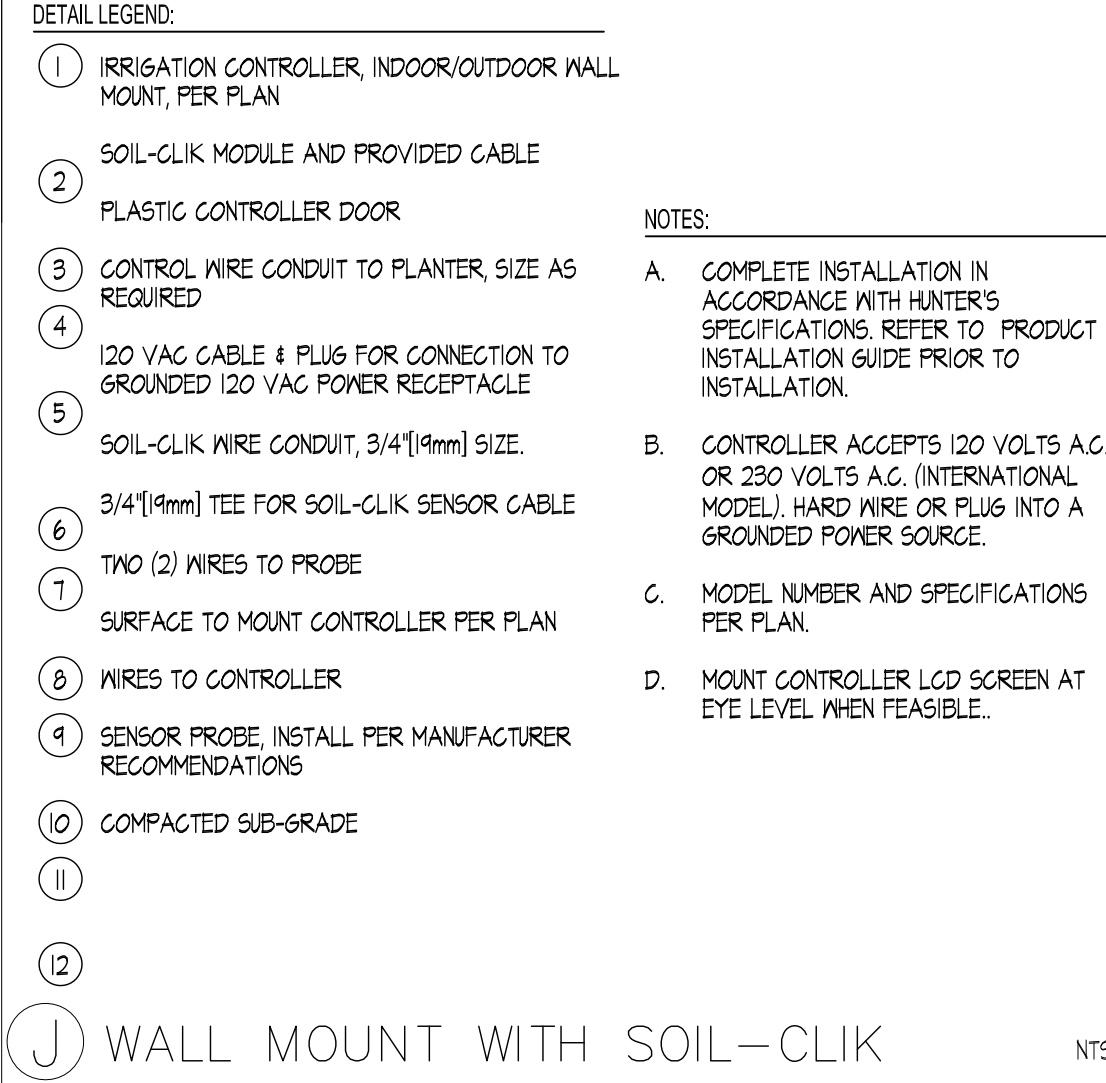 DETAIL LEGEND:
1 IRRIGATION CONTROLLER, INDOOR/OUTDOOR WALL
MOUNT, PER PLAN
SOIL-CLIK MODULE AND PROVIDED CABLE
2
PLASTIC CONTROLLER DOOR
3 CONTROL WIRE CONDUIT TO PLANTER, SIZE AS
REQUIRED
4
120 VAC CABLE & PLUG FOR CONNECTION TO
GROUNDED 120 VAC POWER RECEPTACLE
5
SOIL-CLIK WIRE CONDUIT, 3/4"[19mm] SIZE.
3/4"[19mm] TEE FOR SOIL-CLIK SENSOR CABLE
6
TWO (2) WIRES TO PROBE
7
SURFACE TO MOUNT CONTROLLER PER PLAN
8 WIRES TO CONTROLLER
9 SENSOR PROBE, INSTALL PER MANUFACTURER
RECOMMENDATIONS
10 COMPACTED SUB-GRADE
11
12
NOTES:
A. COMPLETE INSTALLATION IN
ACCORDANCE WITH HUNTER'S
SPECIFICATIONS. REFER TO PRODUCT
INSTALLATION GUIDE PRIOR TO
INSTALLATION.
B. CONTROLLER ACCEPTS 120 VOLTS A.C.
OR 230 VOLTS A.C. (INTERNATIONAL
MODEL). HARD WIRE OR PLUG INTO A
GROUNDED POWER SOURCE.
C. MODEL NUMBER AND SPECIFICATIONS
PER PLAN.
D. MOUNT CONTROLLER LCD SCREEN AT
EYE LEVEL WHEN FEASIBLE..
J WALL MOUNT WITH SOIL-CLIK NTS